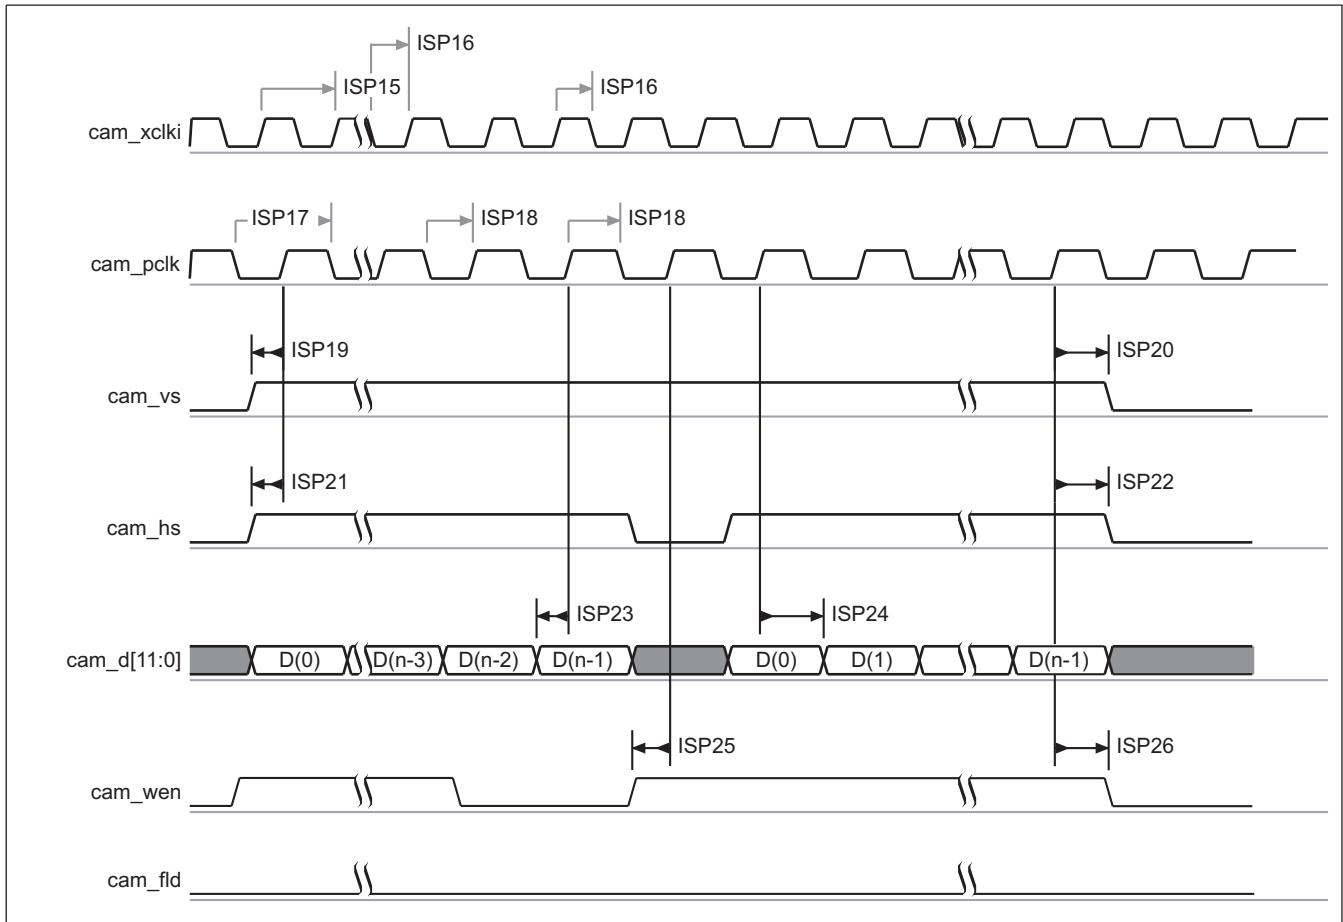 ISP16
ISP15
ISP16
cam_xclki
ISP17
ISP18
ISP18
cam_pclk
ISP19
ISP20
cam_vs
ISP21
ISP22
cam_hs
ISP23
ISP24
cam_d[11:0]
D(0)
D(n-3)
D(n-2)
D(n-1)
D(0)
D(1)
D(n-1)
ISP25
ISP26
cam_wen
cam_fld